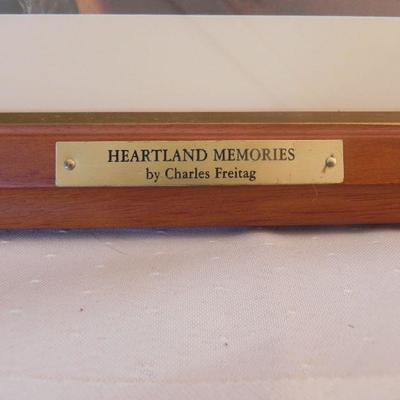 HEARTLAND MEMORIES
by Charles Freitag